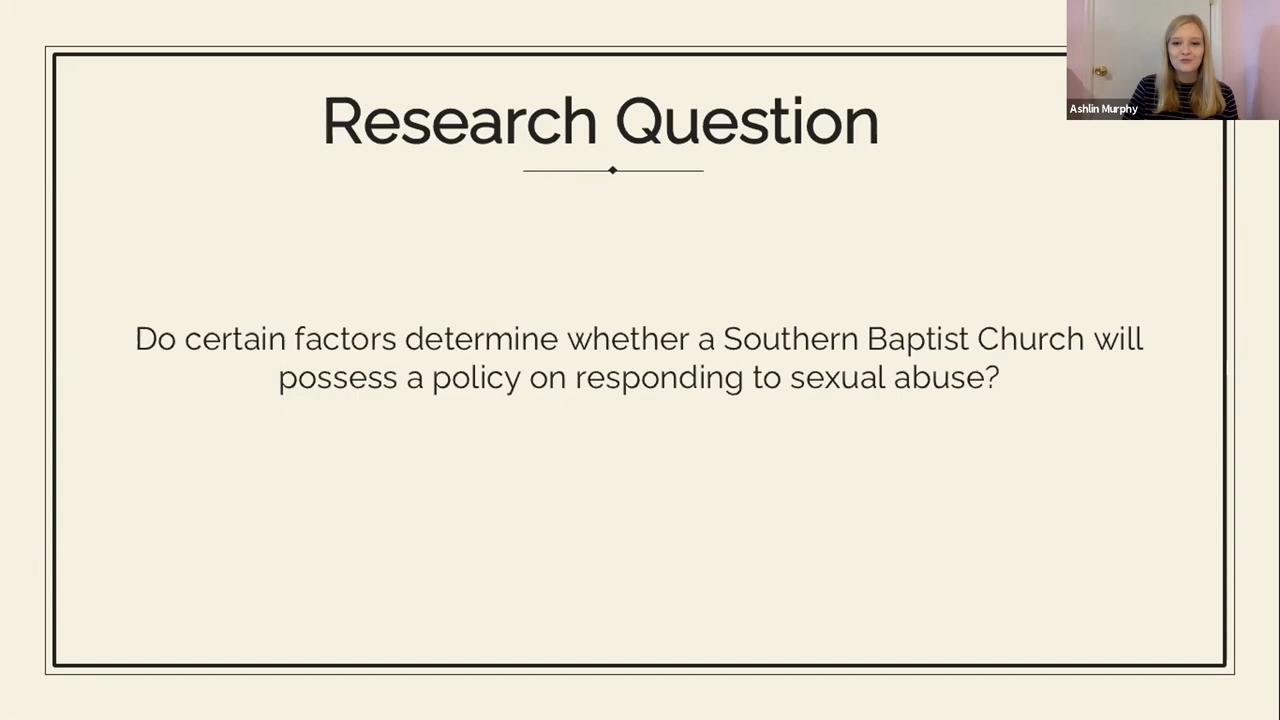 Research Question
Ashlin Murphy
Do certain factors determine whether a Southern Baptist Church will
possess a policy on responding to sexual abuse?